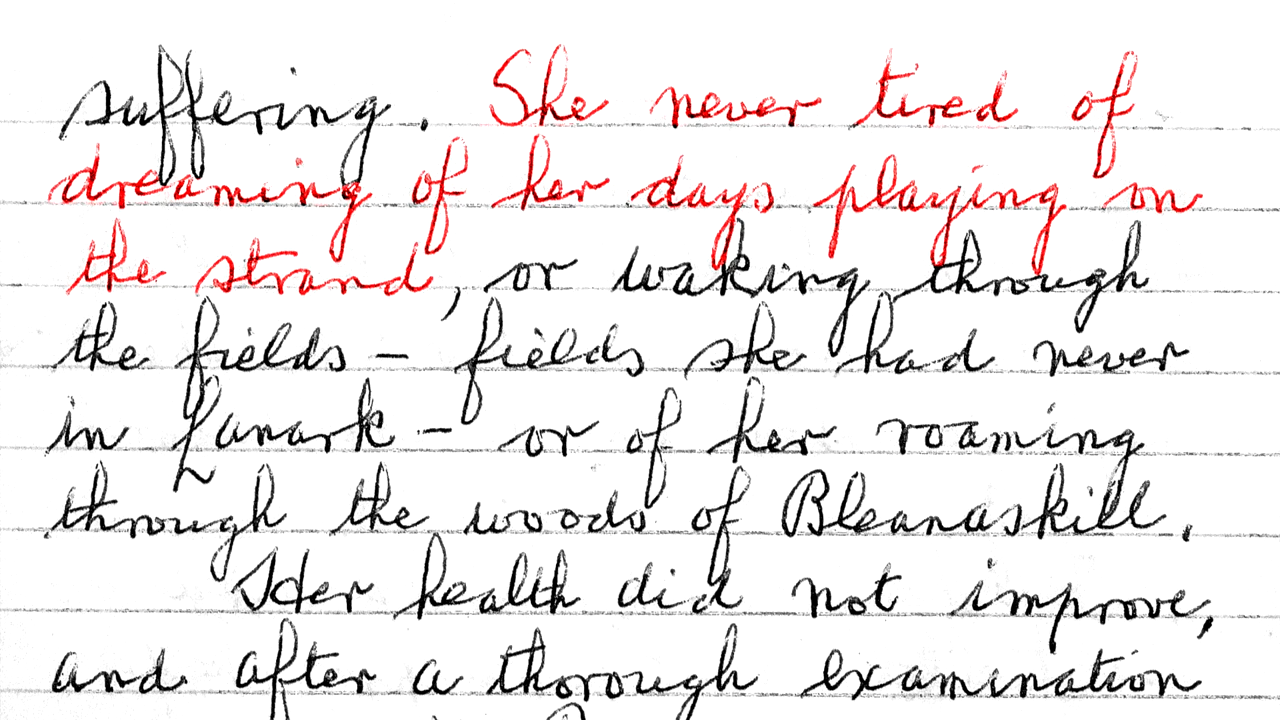 suffering. She never tired of
dreaming of her days playing on
the strand, or waking through
the fields - fields she had never
in Lanark - or of her roaming
through the woods of Bleanaskill.
Her health did not improve,
and after a thorough examination